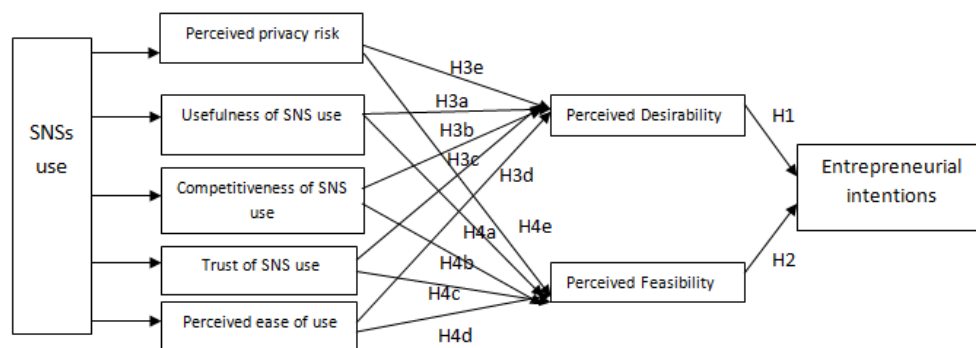 SNSs
use
Perceived privacy risk
Usefulness of SNS use
Competitiveness of SNS
use
Trust of SNS use
Perceived ease of use
H3e
H3a
H3b
H3c
H3d
H4a
H4e
H4b
H4c
H4d
Perceived Desirability
Perceived Feasibility
H1
H2
Entrepreneurial
intentions